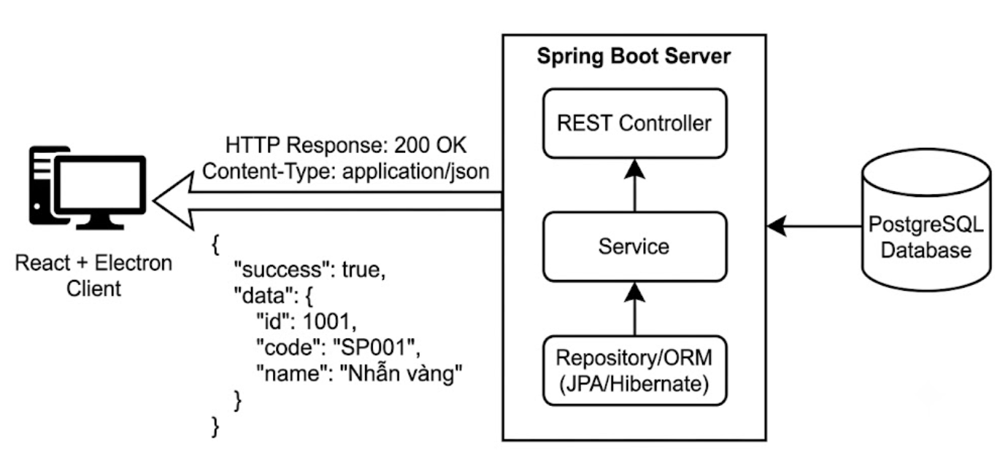 Spring Boot Server
REST Controller
Service
Repository/ORM
(JPA/Hibernate)
HTTP Response: 200 OK
Content-Type: application/json
{
"success": true,
"data": {
"id": 1001,
"code": "SP001",
"name": "Nhẫn vàng"
}
}
React + Electron
Client
PostgreSQL
Database